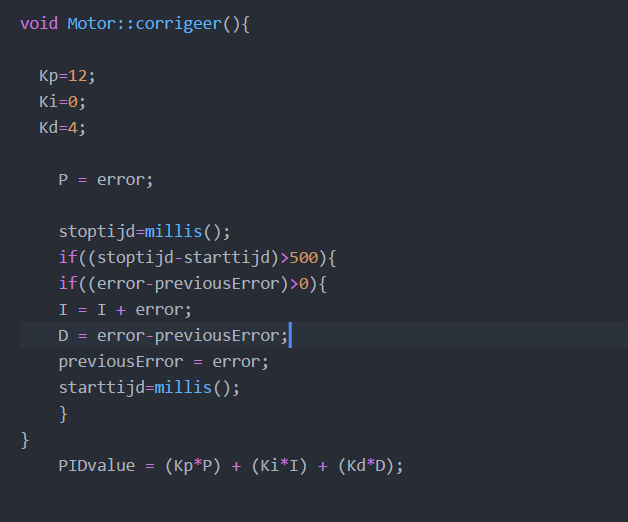 void Motor::corrigeer(){
Kp=12;
Ki=0;
Kd=4;
P = error;
stoptijd=millis();
if((stoptijd-starttijd)>500){
if((error-previousError)>0){
I = I + error;
D = error-previousError;
previousError = error;
starttijd=millis();
}
}
PIDvalue = (Kp*P) + (Ki*I) + (Kd*D);